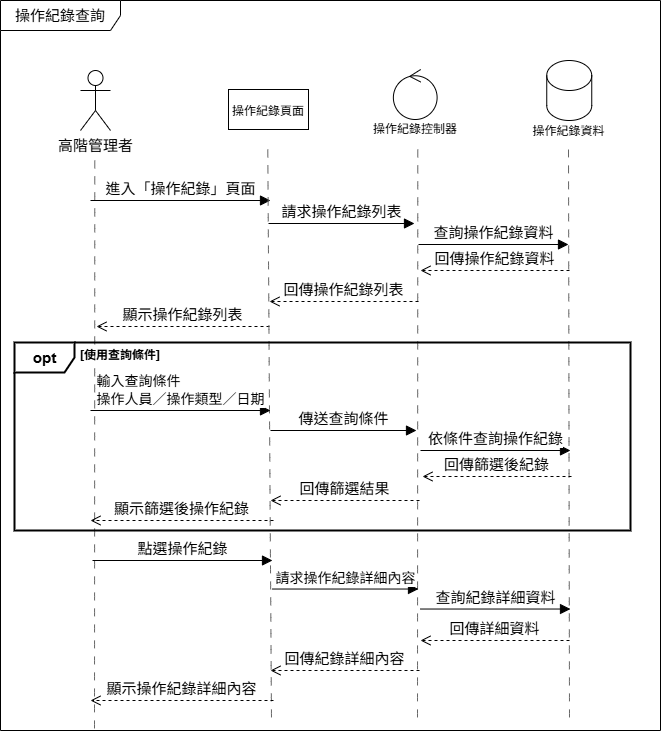 操作紀錄查詢
高階管理者
操作紀錄頁面
操作紀錄控制器
操作紀錄資料
進入「操作紀錄」頁面
請求操作紀錄列表
查詢操作紀錄資料
回傳操作紀錄資料
回傳操作紀錄列表
顯示操作紀錄列表
opt
[使用查詢條件]
輸入查詢條件
操作人員／操作類型／日期
傳送查詢條件
依條件查詢操作紀錄
回傳篩選後紀錄
回傳篩選結果
顯示篩選後操作紀錄
點選操作紀錄
請求操作紀錄詳細內容
查詢紀錄詳細資料
回傳詳細資料
回傳紀錄詳細內容
顯示操作紀錄詳細內容